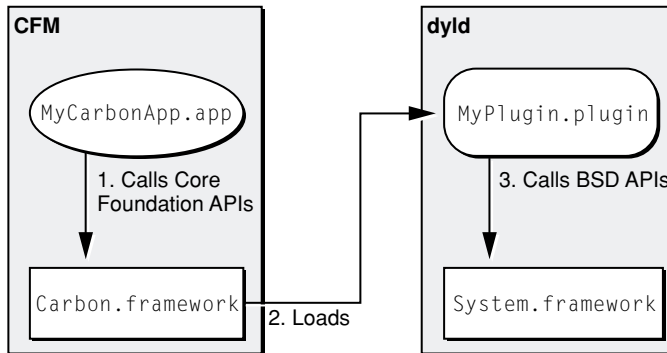 CFM
MyCarbonApp.app
1. Calls Core
Foundation APIs
Carbon.framework
2. Loads
dyld
MyPlugin.plugin
3. Calls BSD APIs
System.framework